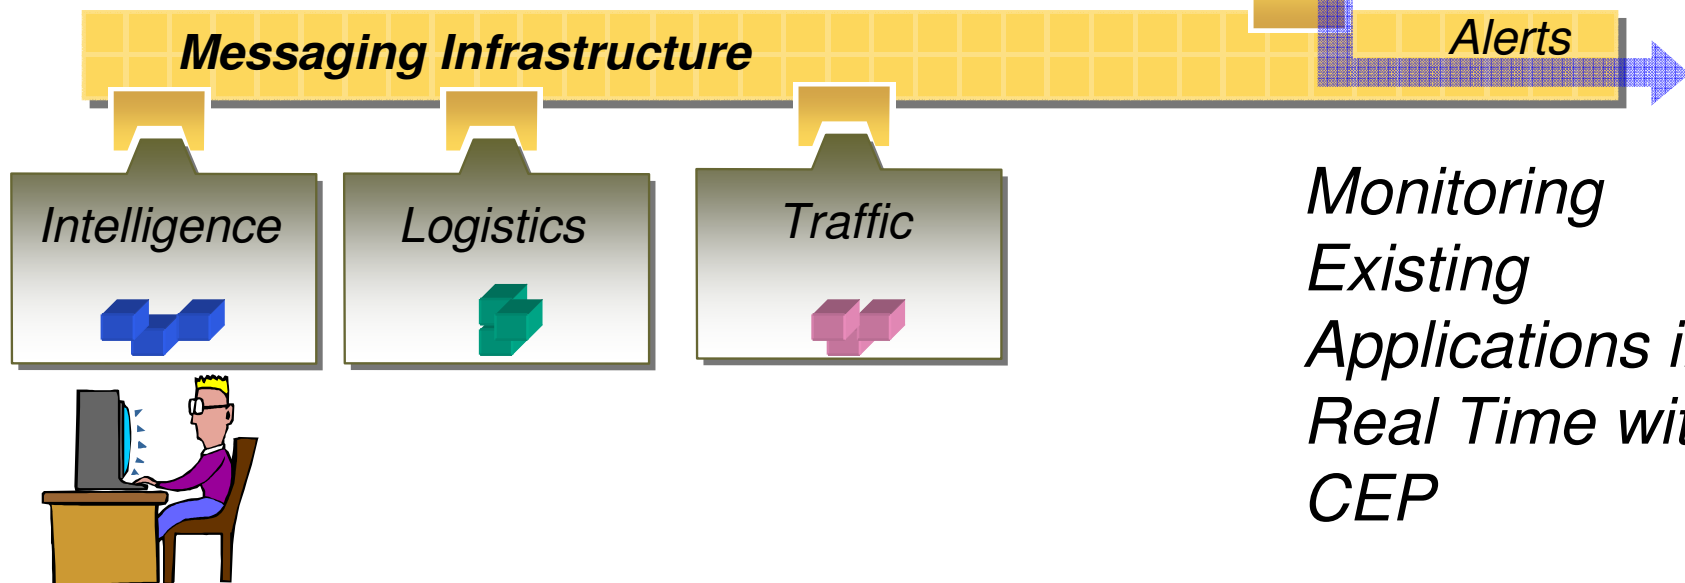 Messaging Infrastructure
Alerts
Intelligence
Logistics
Traffic
Monitoring
Existing
Applications
Real Time
CEP